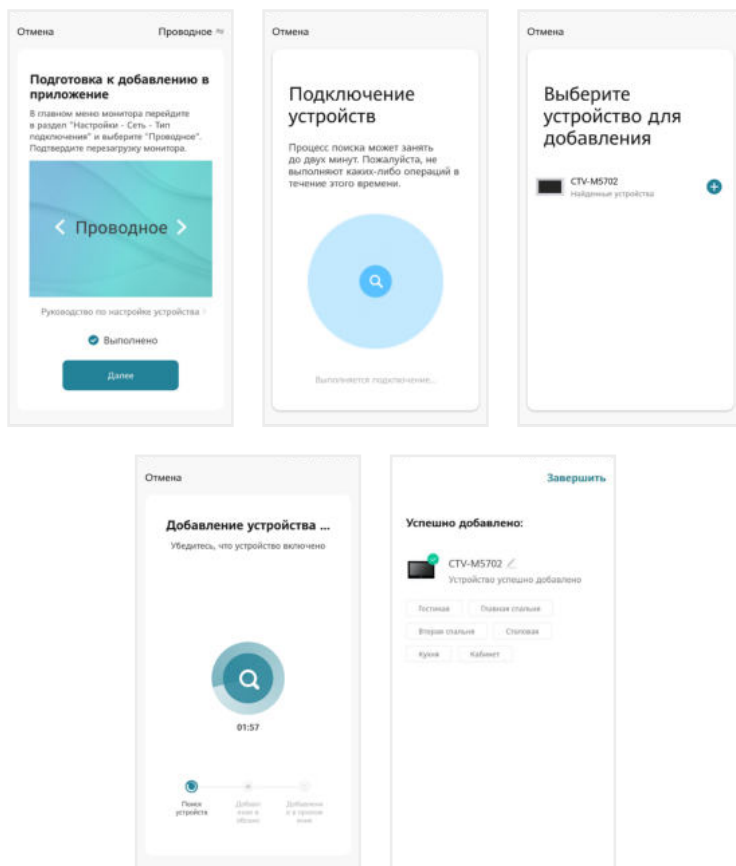 Отмена
Проводное ⇋
Подготовка к добавлению в
приложение
В главном меню монитора перейдите
в раздел "Настройки - Сеть - Тип
подключения" и выберите "Проводное".
Подтвердите перезагрузку монитора.
Проводное
Руководство по настройке устройства
Выполнено
Далее
Отмена
Подключение
устройств
Процесс поиска может занять
до двух минут. Пожалуйста, не
выполняют каких-либо операций в
течение этого времени.
Выполняется подключение...
Отмена
Выберите
устройство для
добавления
CTV-M5702
Найденные устройства
Отмена
Добавление устройства ...
Убедитесь, что устройство включено
01:57
Поиск
устройств
Завершить
Успешно добавлено:
CTV-M5702
Устройство успешно добавлено
Гостиная
Главная спальня
Вторая спальня
Столовая
Кухня
Кабинет